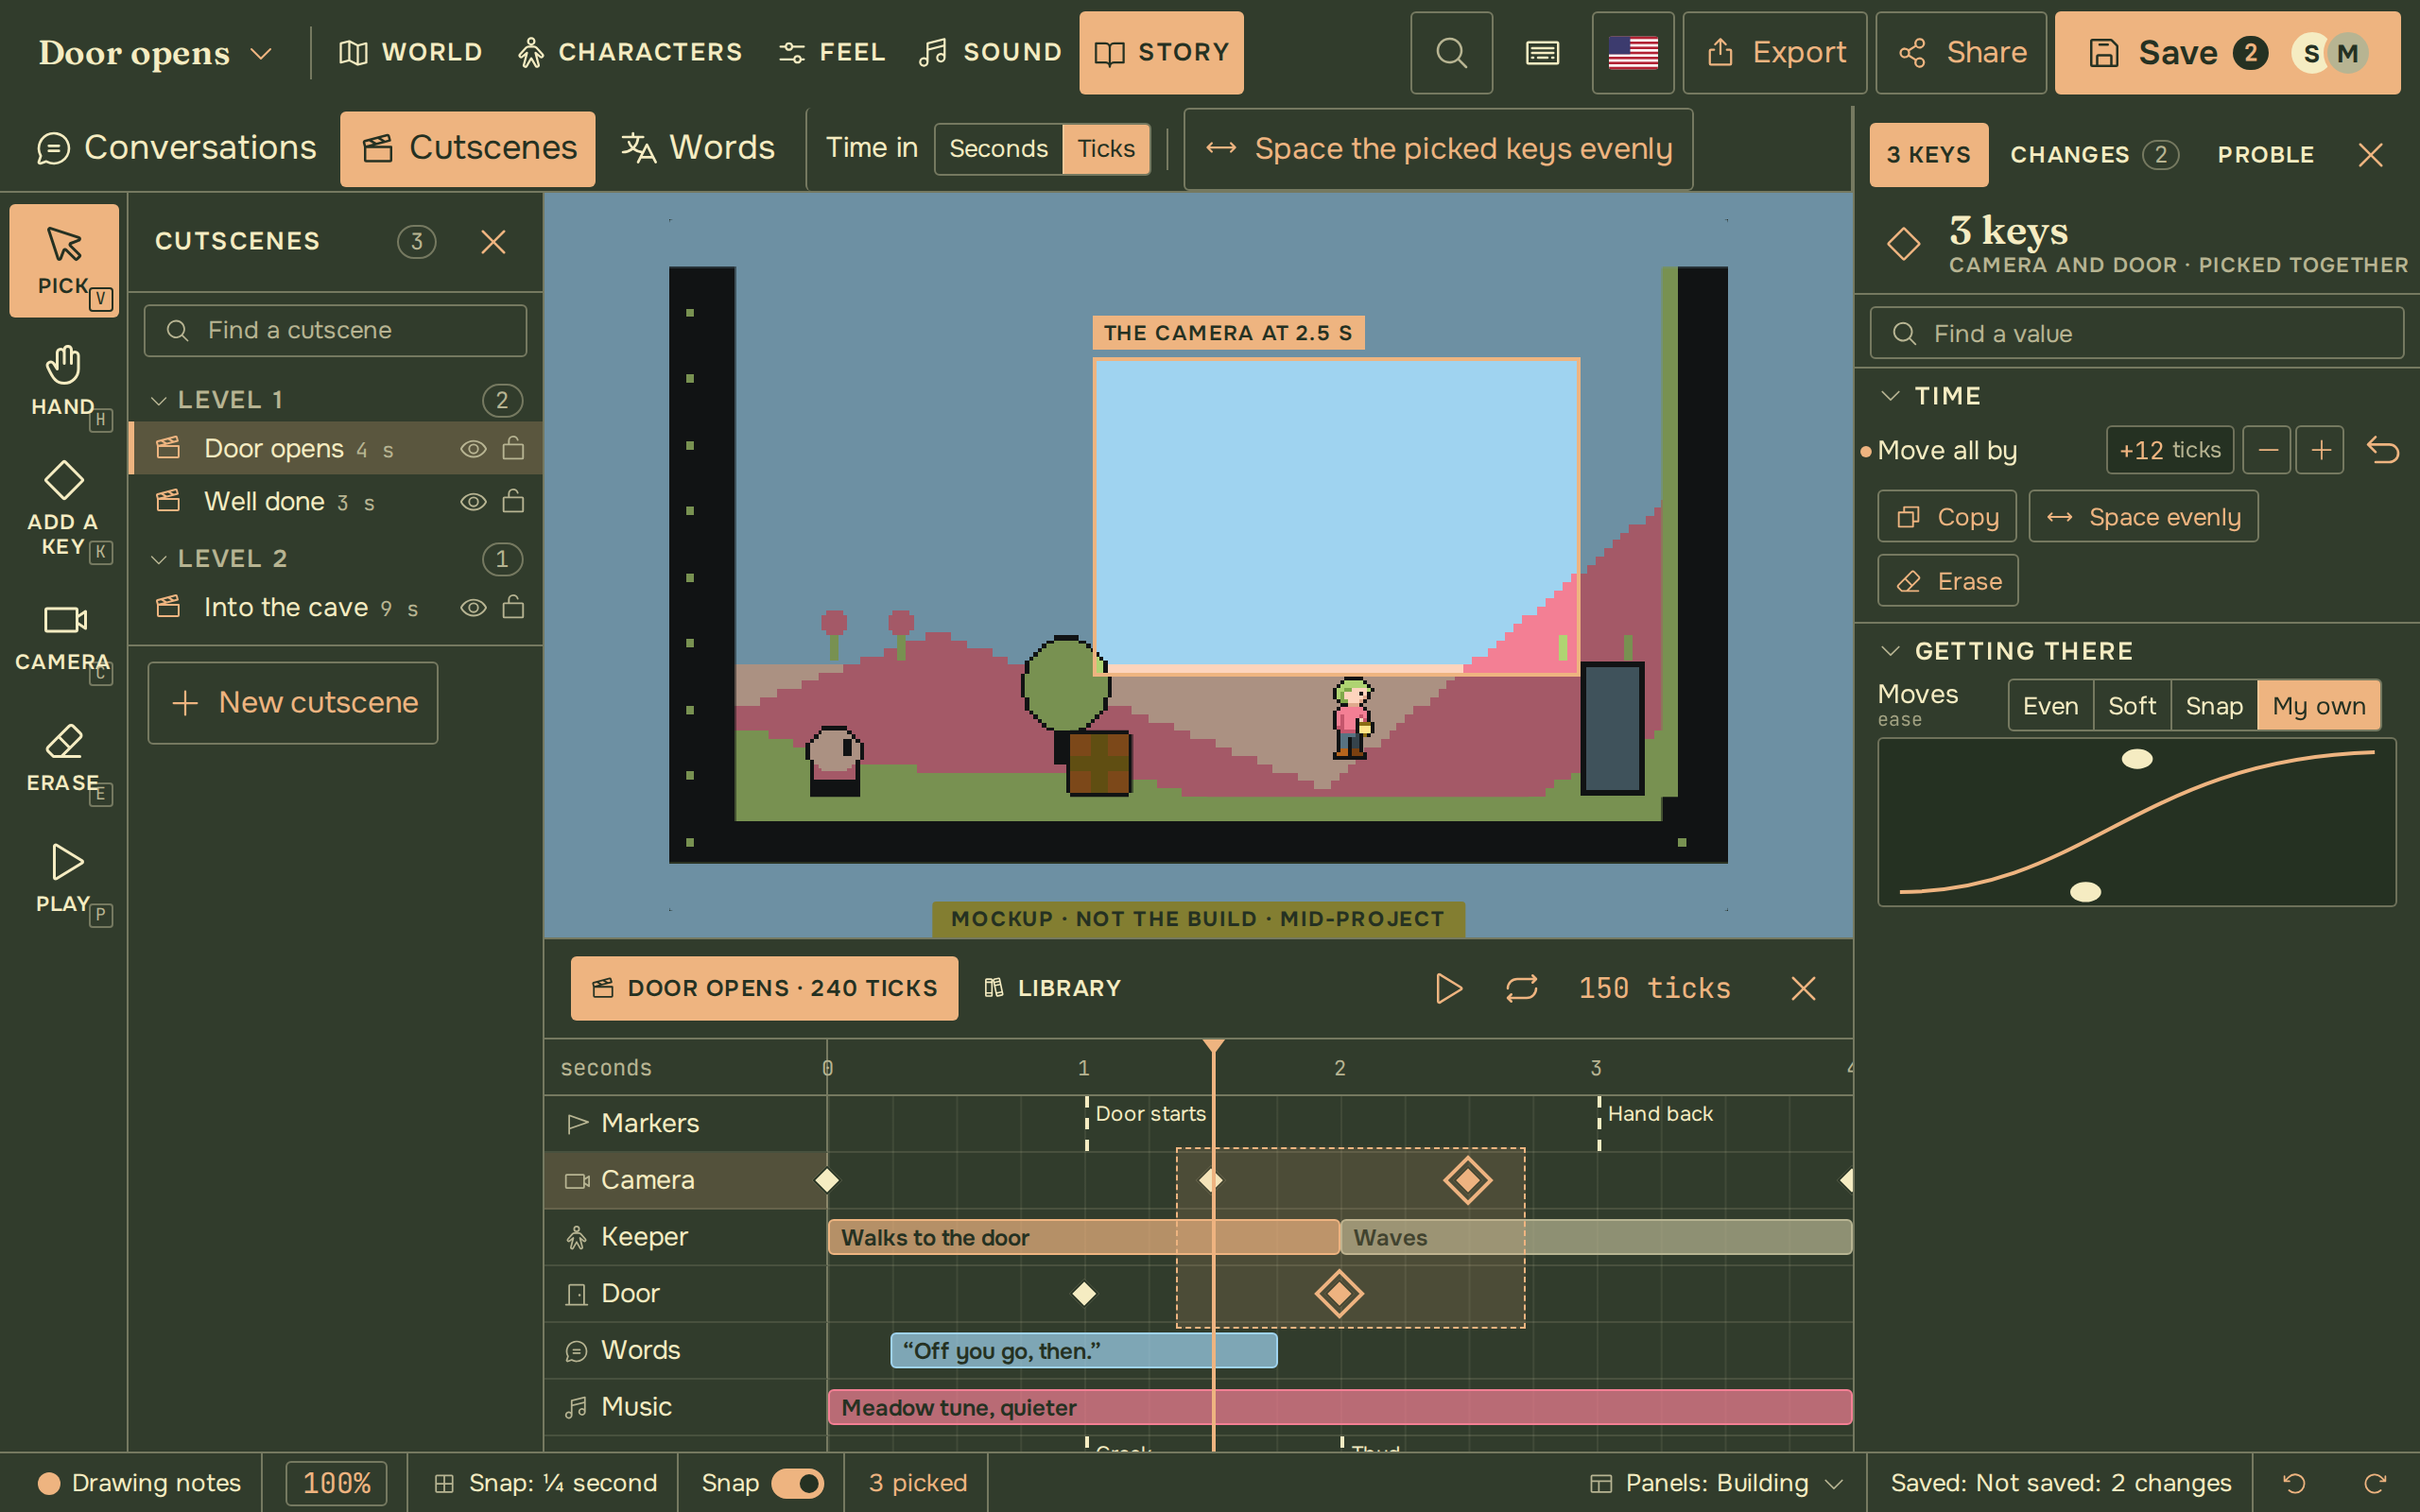 Door opens
WORLD
CHARACTERS
FEEL
SOUND
STORY
Export
Share
Save 2
S M
Conversations
Cutscenes
Words
Time in
Seconds
Ticks
Space the picked keys evenly
3 KEYS
CHANGES 2
PROBLE
PICK V
HAND H
ADD A
KEY K
CAMERA C
ERASE E
PLAY P
CUTSCENES 3
Find a cutscene
LEVEL 1 2
Door opens 4 s
Well done 3 s
LEVEL 2 1
Into the cave 9 s
New cutscene
THE CAMERA AT 2.5 S
MOCKUP · NOT THE BUILD · MID-PROJECT
3 keys
CAMERA AND DOOR · PICKED TOGETHER
Find a value
TIME
Move all by
+12 ticks
Copy
Space evenly
Erase
GETTING THERE
Moves
ease
Even
Soft
Snap
My own
DOOR OPENS · 240 TICKS
LIBRARY
150 ticks
seconds
0 1 2 3 4
Markers
Door starts
Hand back
Camera
Keeper
Walks to the door
Waves
Door
Words
“Off you go, then.”
Music
Meadow tune, quieter
Creak
Thud
Drawing notes
100%
Snap: ¼ second
Snap
3 picked
Panels: Building
Saved: Not saved: 2 changes